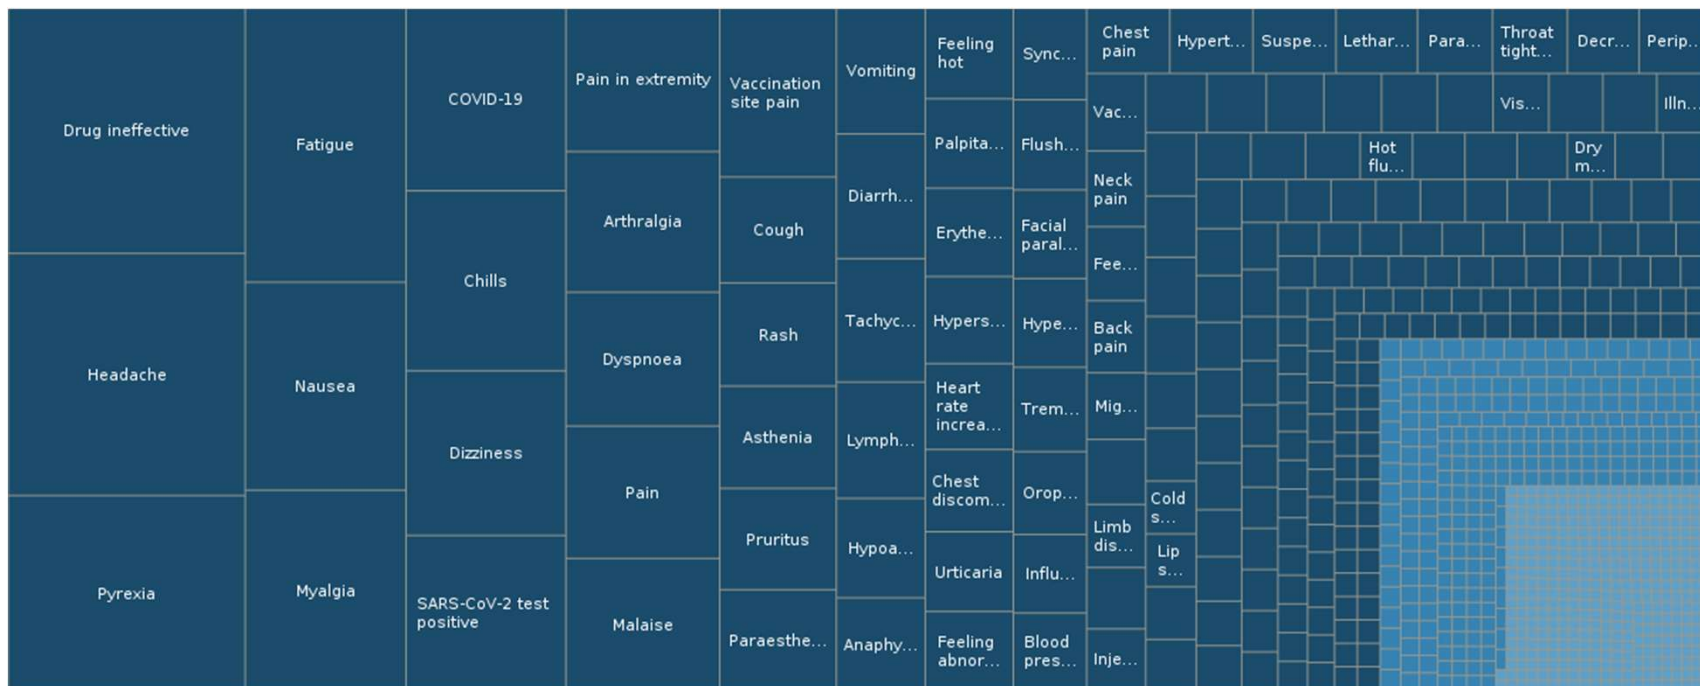 Drug ineffective
Headache
Pyrexia
Fatigue
Nausea
Myalgia
COVID-19
Chills
Dizziness
SARS-CoV-2 test
positive
Pain in extremity
Arthralgia
Dyspnoea
Pain
Malaise
Vaccination
site pain
Cough
Rash
Asthenia
Pruritus
Paraesthe...
Vomiting
Diarrh...
Tachyc...
Lymph...
Hypoa...
Anaphy...
Feeling
hot
Palpita...
Erythe...
Hypers...
Heart
rate
increa...
Chest
discom...
Urticaria
Feeling
abnor...
Sync...
Flush...
Facial
paral...
Hype...
Trem...
Orop...
Influ...
Blood
pres...
Chest
pain
Hypert...
Suspe...
Lethar...
Para...
Throat
tight...
Decr...
Perip...
Vac...
Neck
pain
Fee...
Back
pain
Mig...
Limb
dis...
Inje...
Vis...
Illn...
Hot
flu...
Dry
m...
Cold
s...
Lip
s...